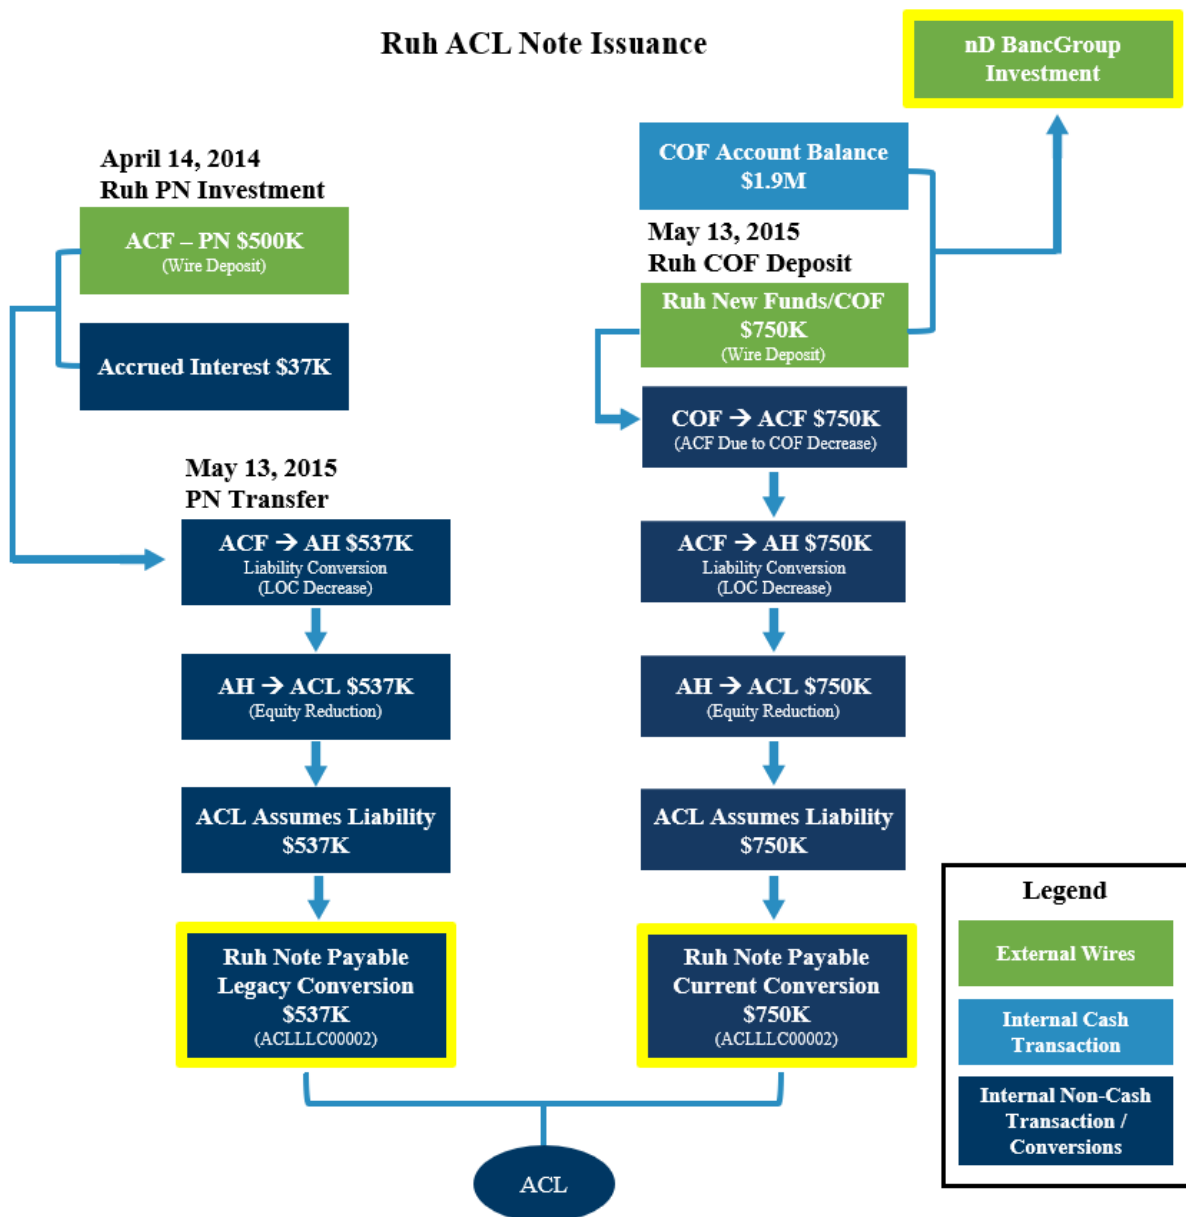 Ruh ACL Note Issuance
nD BancGroup
Investment
COF Account Balance
$1.9M
April 14, 2014
Ruh PN Investment
ACF – PN $500K
(Wire Deposit)
Accrued Interest $37K
May 13, 2015
PN Transfer
ACF → AH $537K
Liability Conversion
(LOC Decrease)
AH → ACL $537K
(Equity Reduction)
ACL Assumes Liability
$537K
Ruh Note Payable
Legacy Conversion
$537K
(ACLLLC00002)
May 13, 2015
Ruh COF Deposit
Ruh New Funds/COF
$750K
(Wire Deposit)
COF → ACF $750K
(ACF Due to COF Decrease)
ACF → AH $750K
Liability Conversion
(LOC Decrease)
AH → ACL $750K
(Equity Reduction)
ACL Assumes Liability
$750K
Ruh Note Payable
Current Conversion
$750K
(ACLLLC00002)
ACL
Legend
External Wires
Internal Cash
Transaction
Internal Non-Cash
Transaction /
Conversions